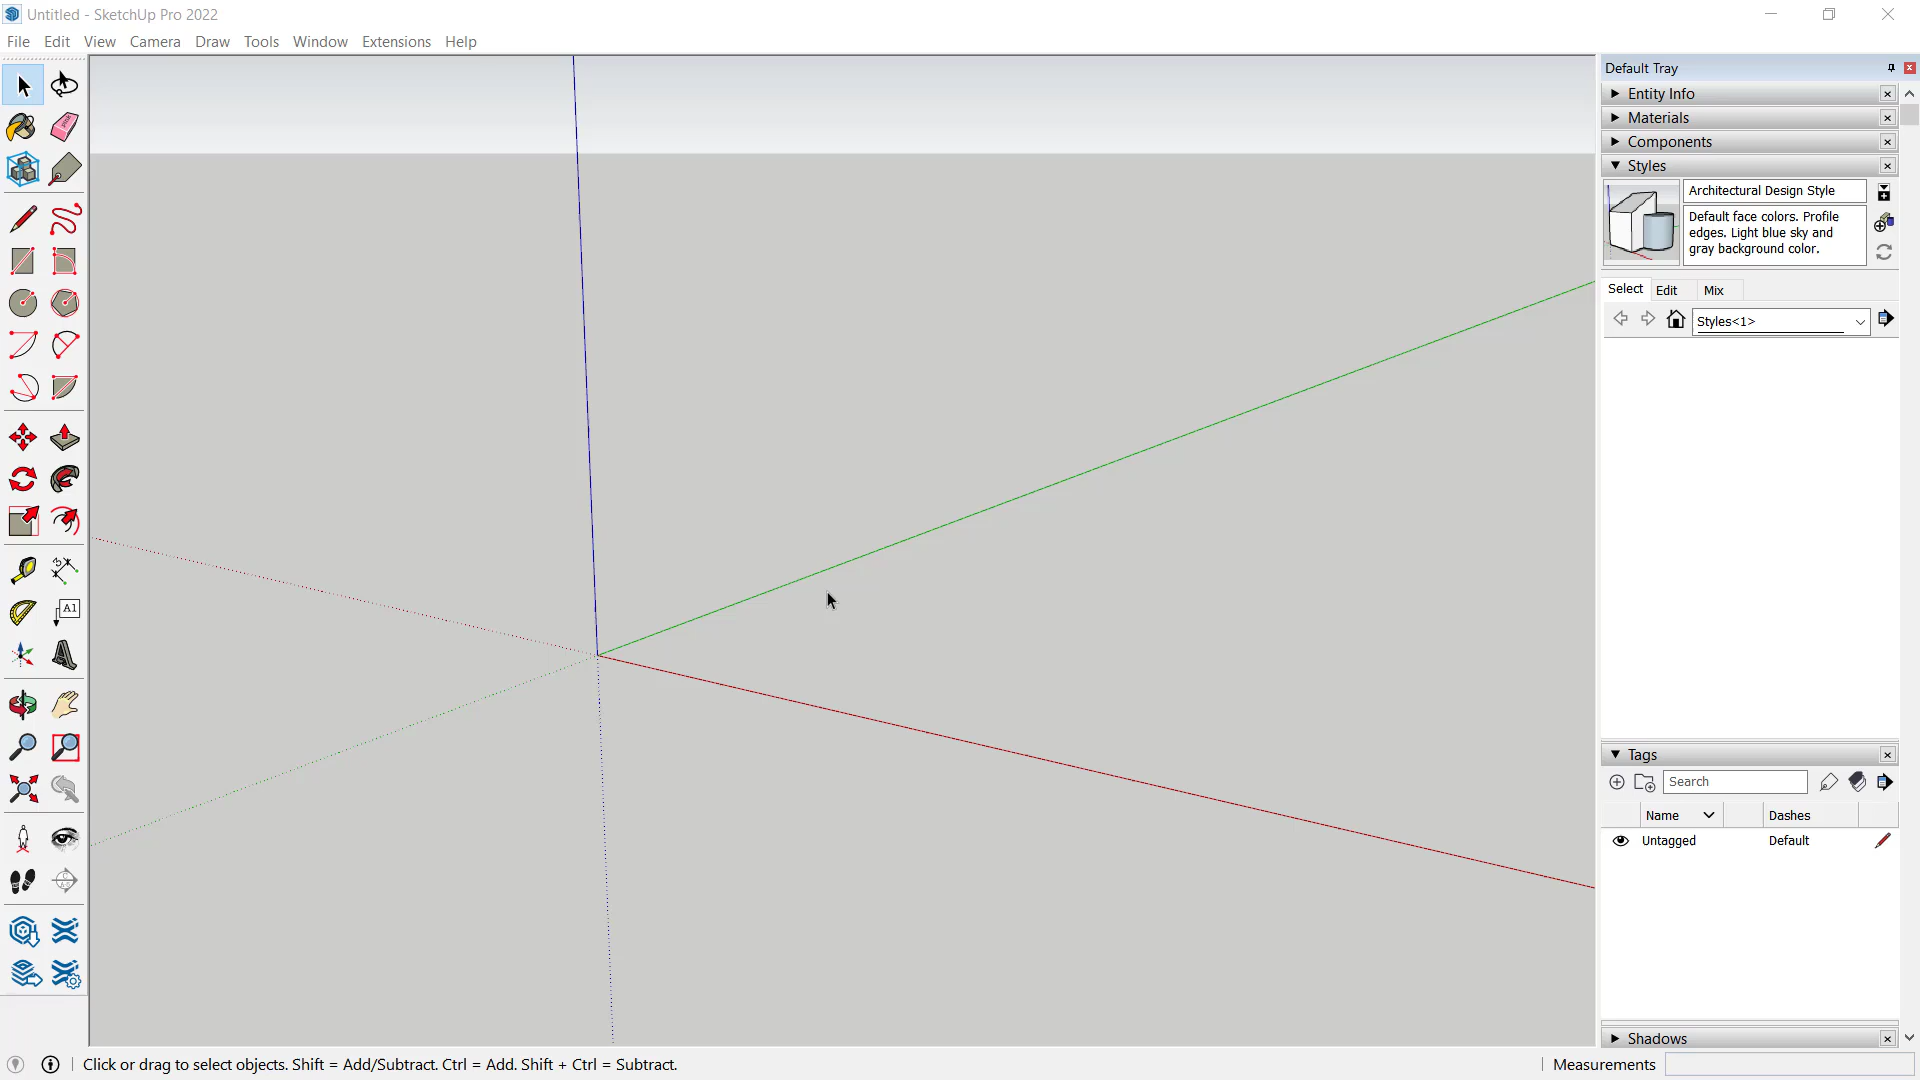 Untitled - SketchUp Pro 2022
File Edit View Camera Draw Tools Window Extensions Help
Default Tray
Entity Info
Materials
Components
Styles
Architectural Design Style
Default face colors. Profile
edges. Light blue sky and
gray background color.
Select Edit Mix
Styles<1>
Tags
Search
Name Dashes
Untagged Default
Shadows
A1
Click or drag to select objects. Shift = Add/Subtract. Ctrl = Add. Shift + Ctrl = Subtract.
Measurements